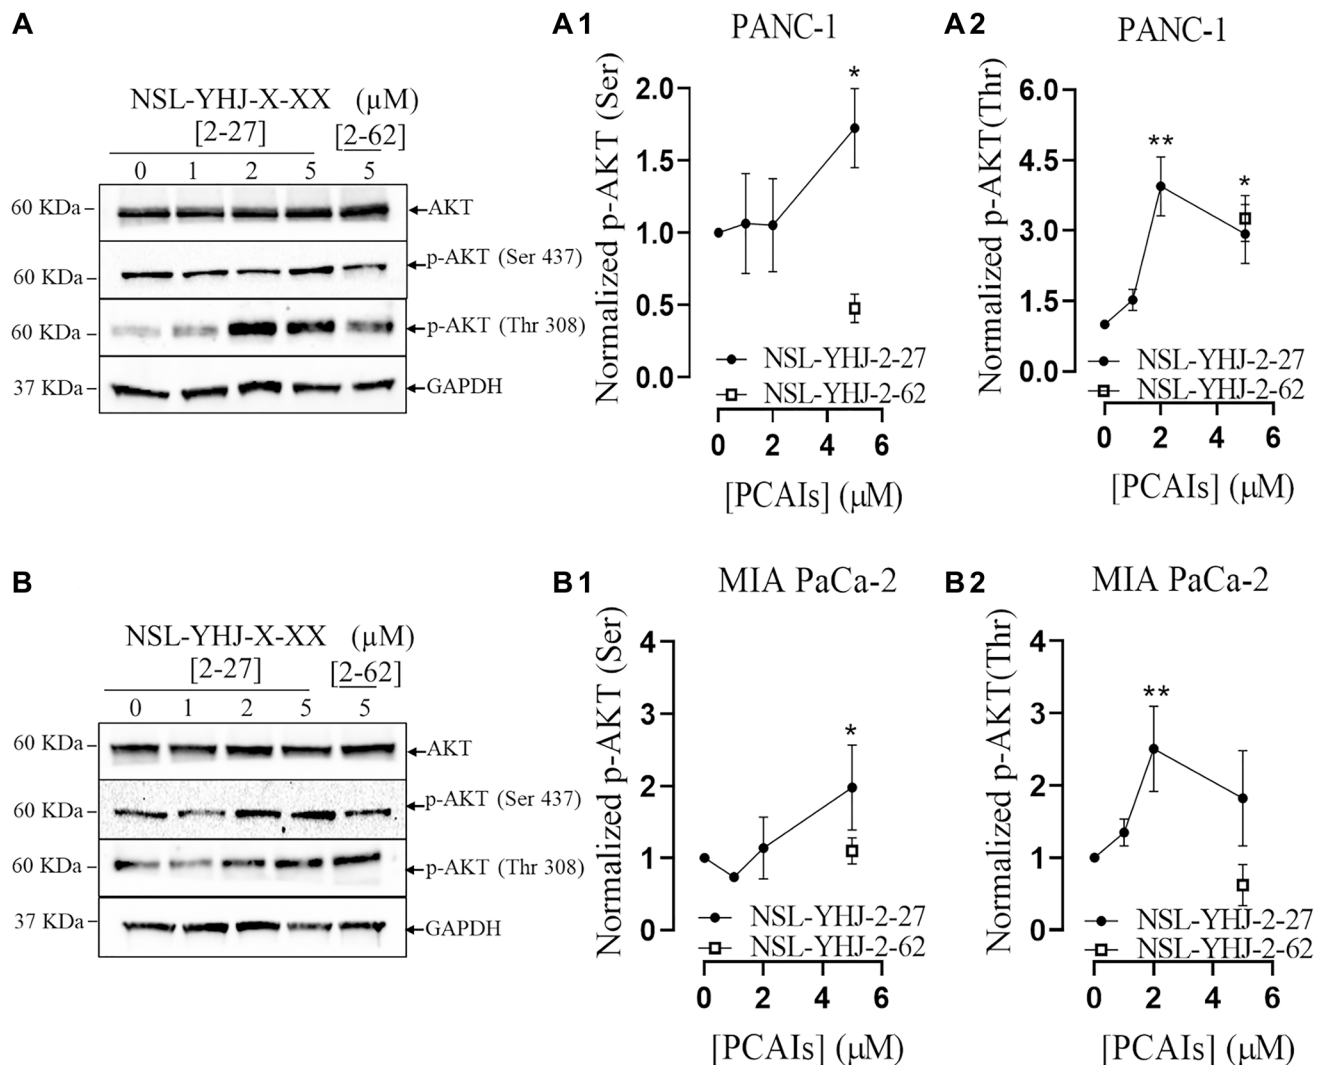 A
NSL-YHJ-X-XX (μM)
[2-27] [2-62]
0 1 2 5 5
60 KDa AKT
60 KDa p-AKT (Ser 437)
60 KDa p-AKT (Thr 308)
37 KDa GAPDH
A1
PANC-1
Normalized p-AKT (Ser)
2.0
1.5
1.0
0.5
0.0
*
NSL-YHJ-2-27
NSL-YHJ-2-62
0 2 4 6
[PCAIs] (μM)
A2
PANC-1
Normalized p-AKT(Thr)
6.0
4.5
3.0
1.5
0.0
**
*
NSL-YHJ-2-27
NSL-YHJ-2-62
0 2 4 6
[PCAIs] (μM)
B
NSL-YHJ-X-XX (μM)
[2-27] [2-62]
0 1 2 5 5
60 KDa AKT
60 KDa p-AKT (Ser 437)
60 KDa p-AKT (Thr 308)
37 KDa GAPDH
B1
MIA PaCa-2
Normalized p-AKT (Ser)
4
3
2
1
0
*
NSL-YHJ-2-27
NSL-YHJ-2-62
0 2 4 6
[PCAIs] (μM)
B2
MIA PaCa-2
Normalized p-AKT(Thr)
4
3
2
1
0
**
NSL-YHJ-2-27
NSL-YHJ-2-62
0 2 4 6
[PCAIs] (μM)